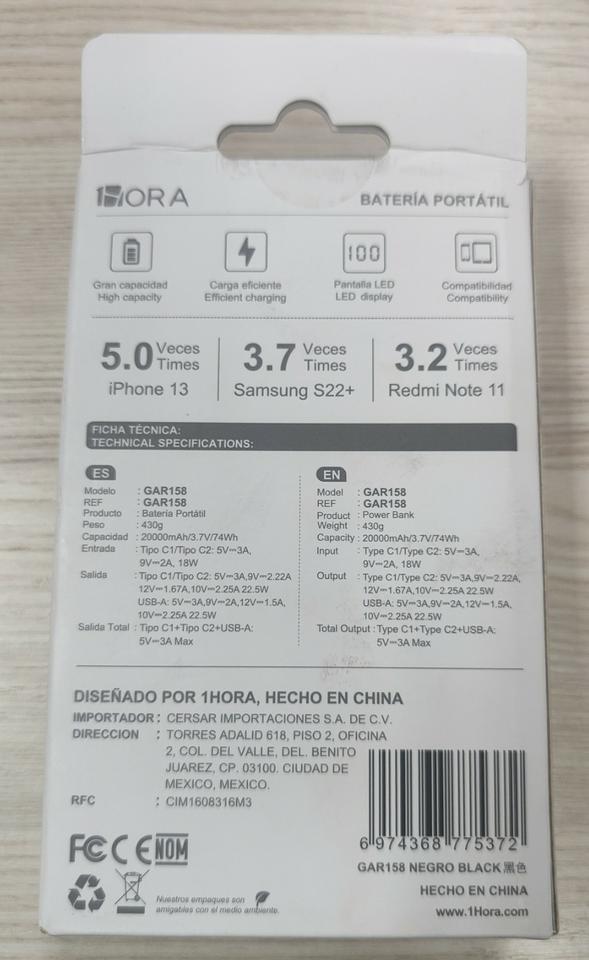 1HORA
BATERÍA PORTÁTIL
100
Gran capacidad
High capacity
Carga eficiente
Efficient charging
Pantalla LED
LED display
Compatibilidad
Compatibility
5.0 Veces Times
iPhone 13
3.7 Veces Times
Samsung S22+
3.2 Veces Times
Redmi Note 11
FICHA TÉCNICA:
TECHNICAL SPECIFICATIONS:
ES
Modelo : GAR158
REF : GAR158
Producto : Batería Portátil
Peso : 430g
Capacidad : 20000mAh/3.7V/74Wh
Entrada : Tipo C1/Tipo C2: 5V⎓3A,
9V⎓2A, 18W
Salida : Tipo C1/Tipo C2: 5V⎓3A,9V⎓2.22A
12V⎓1.67A,10V⎓2.25A 22.5W
USB-A: 5V⎓3A,9V⎓2A,12V⎓1.5A,
10V⎓2.25A 22.5W
Salida Total : Tipo C1+Tipo C2+USB-A:
5V⎓3A Max
EN
Model : GAR158
REF : GAR158
Product : Power Bank
Weight : 430g
Capacity : 20000mAh/3.7V/74Wh
Input : Type C1/Type C2: 5V⎓3A,
9V⎓2A, 18W
Output : Type C1/Type C2: 5V⎓3A,9V⎓2.22A,
12V⎓1.67A,10V⎓2.25A 22.5W
USB-A: 5V⎓3A,9V⎓2A,12V⎓1.5A,
10V⎓2.25A 22.5W
Total Output : Type C1+Type C2+USB-A:
5V⎓3A Max
DISEÑADO POR 1HORA, HECHO EN CHINA
IMPORTADOR : CERSAR IMPORTACIONES S.A. DE C.V.
DIRECCION : TORRES ADALID 618, PISO 2, OFICINA
2, COL. DEL VALLE, DEL. BENITO
JUAREZ, CP. 03100. CIUDAD DE
MEXICO, MEXICO.
RFC : CIM1608316M3
6 974368 775372
FC CE NOM
GAR158 NEGRO BLACK 黑色
HECHO EN CHINA
www.1Hora.com
Nuestros empaques son
amigables con el medio ambiente.